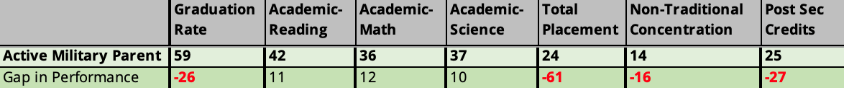 Graduation Rate Academic-Reading Academic-Math Academic-Science Total Placement Non-Traditional Concentration Post Sec Credits
Active Military Parent 59 42 36 37 24 14 25
Gap in Performance -26 11 12 10 -61 -16 -27